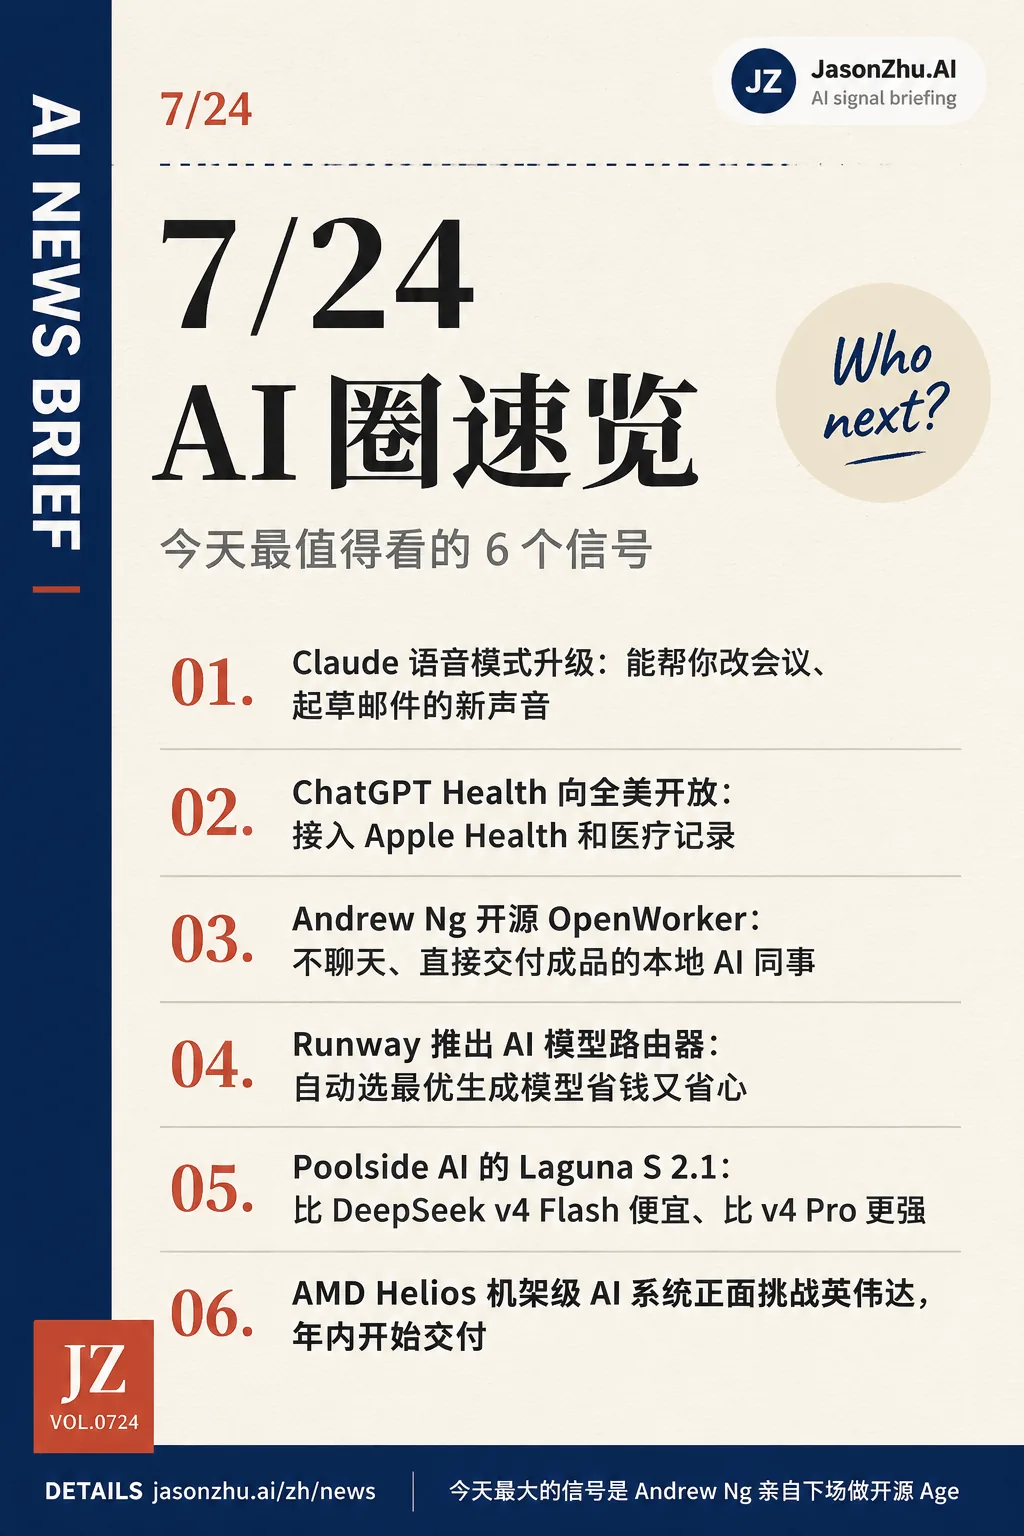 AI NEWS BRIEF
JZ
JasonZhu.AI
AI signal briefing
7/24
7/24
AI 圈速览
Who
next?
今天最值得看的 6 个信号
01.
Claude 语音模式升级：能帮你改会议、
起草邮件的新声音
02.
ChatGPT Health 向全美开放：
接入 Apple Health 和医疗记录
03.
Andrew Ng 开源 OpenWorker：
不聊天、直接交付成品的本地 AI 同事
04.
Runway 推出 AI 模型路由器：
自动选最优生成模型省钱又省心
05.
Poolside AI 的 Laguna S 2.1：
比 DeepSeek v4 Flash 便宜、比 v4 Pro 更强
06.
AMD Helios 机架级 AI 系统正面挑战英伟达，
年内开始交付
JZ
VOL.0724
DETAILS jasonzhu.ai/zh/news
今天最大的信号是 Andrew Ng 亲自下场做开源 Age